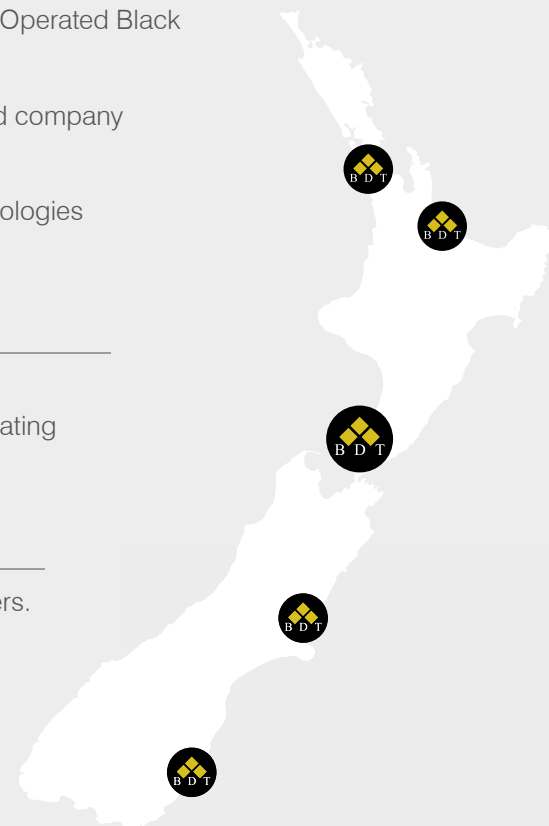 Operated Black
d company
ologies
ating
ers.
B D T
B D T
B D T
B D T
B D T